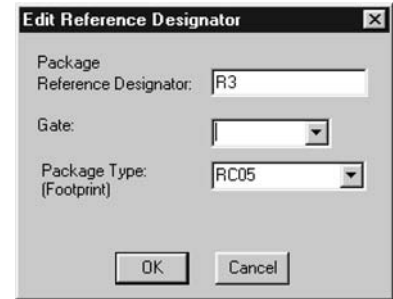 Edit Reference Designator
Package
Reference Designator: R3
Gate:
Package Type: RC05
(Footprint)
OK Cancel